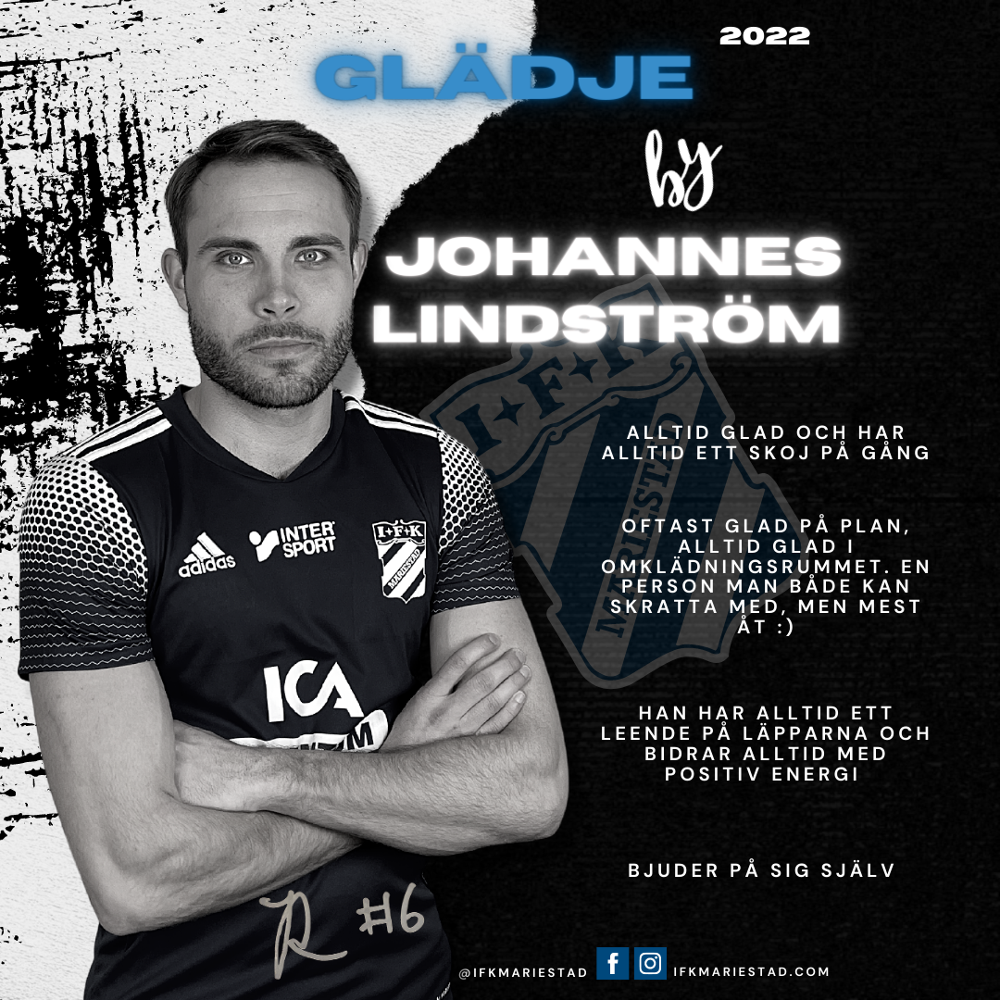 2022
GLÄDJE
by
JOHANNES
LINDSTRÖM
I.F.K
MARIESTAD
ALLTID GLAD OCH HAR
ALLTID ETT SKOJ PÅ GÅNG
OFTAST GLAD PÅ PLAN,
ALLTID GLAD I
OMKLÄDNINGSRUMMET. EN
PERSON MAN BÅDE KAN
SKRATTA MED, MEN MEST
ÅT :)
HAN HAR ALLTID ETT
LEENDE PÅ LÄPPARNA OCH
BIDRAR ALLTID MED
POSITIV ENERGI
BJUDER PÅ SIG SJÄLV
adidas
INTER
SPORT
I+F+K
MARIESTAD
ICA
#6
@IFKMARIESTAD
IFKMARIESTAD.COM